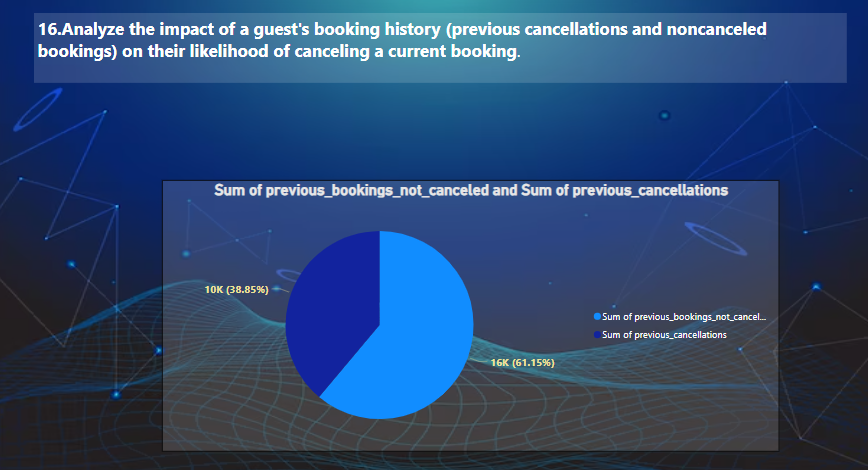 16.Analyze the impact of a guest's booking history (previous cancellations and noncanceled
bookings) on their likelihood of canceling a current booking.
Sum of previous_bookings_not_canceled and Sum of previous_cancellations
10K (38.85%)
Sum of previous_bookings_not_cancel...
Sum of previous_cancellations
16K (61.15%)